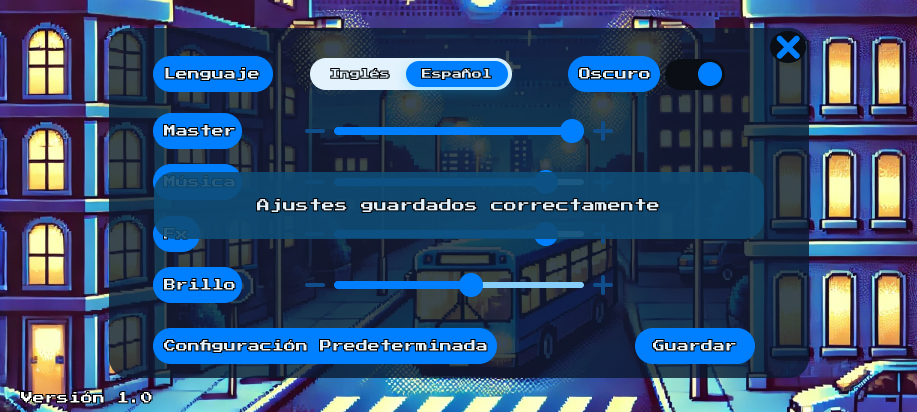 Lenguaje
Inglés Español
Oscuro
Master
Música
Ajustes guardados correctamente
Fx
Brillo
Configuración Predeterminada
Guardar
Versión 1.0